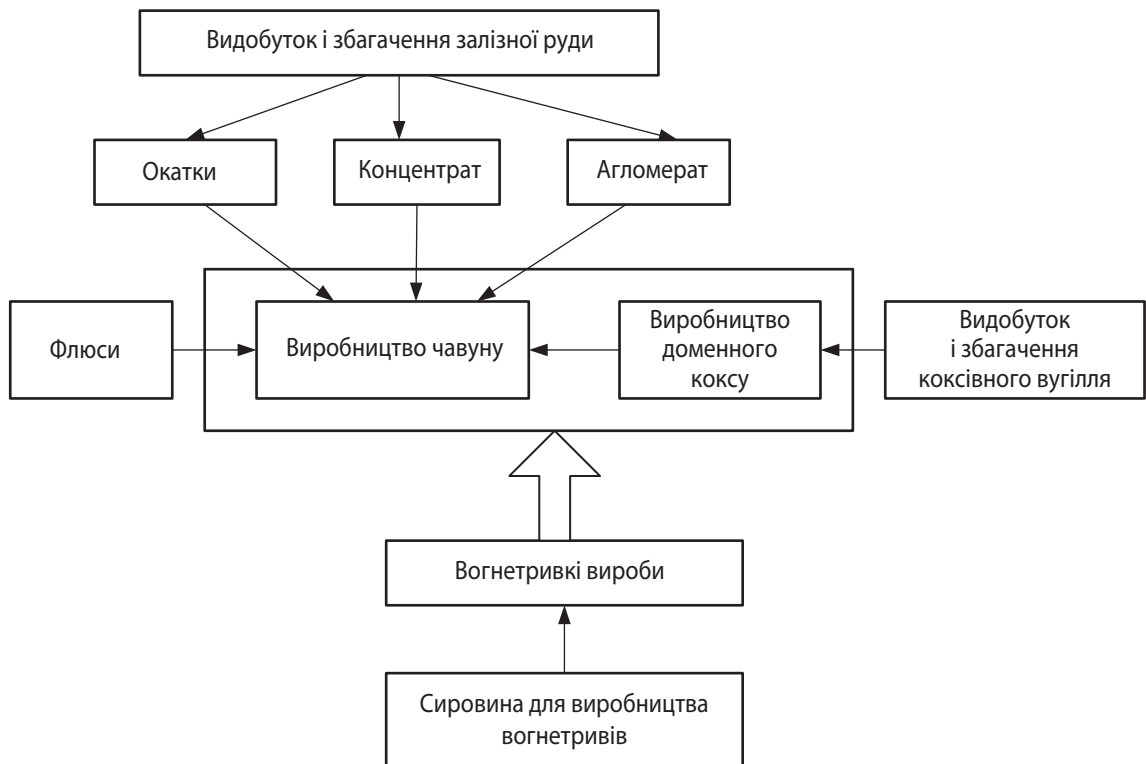 Видобуток і збагачення залізної руди
Окатки
Концентрат
Агломерат
Флюси
Виробництво чавуну
Виробництво
доменного
коксу
Видобуток
і збагачення
коксівного вугілля
Вогнетривкі вироби
Сировина для виробництва
вогнетривів